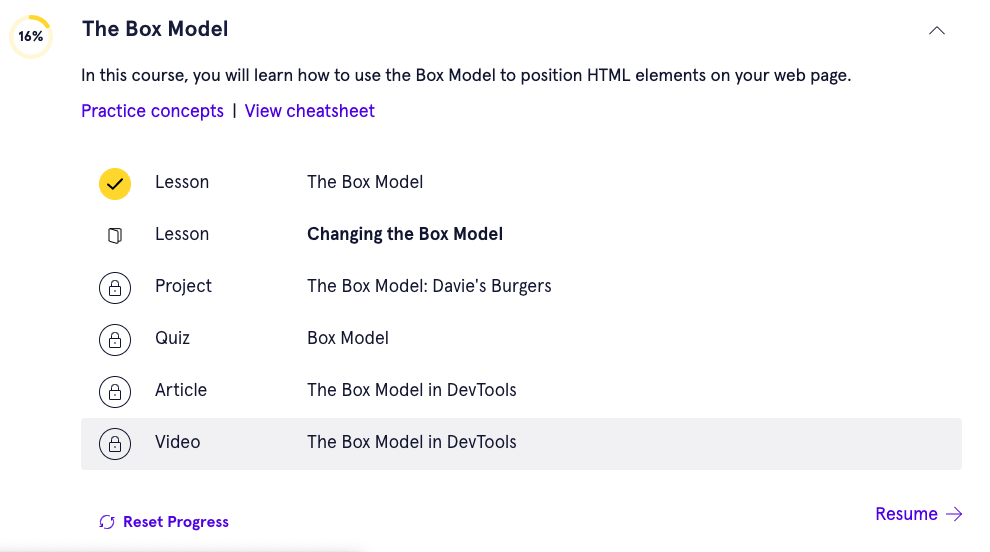 16%
The Box Model
In this course, you will learn how to use the Box Model to position HTML elements on your web page.
Practice concepts | View cheatsheet
Lesson The Box Model
Lesson Changing the Box Model
Project The Box Model: Davie's Burgers
Quiz Box Model
Article The Box Model in DevTools
Video The Box Model in DevTools
Reset Progress
Resume